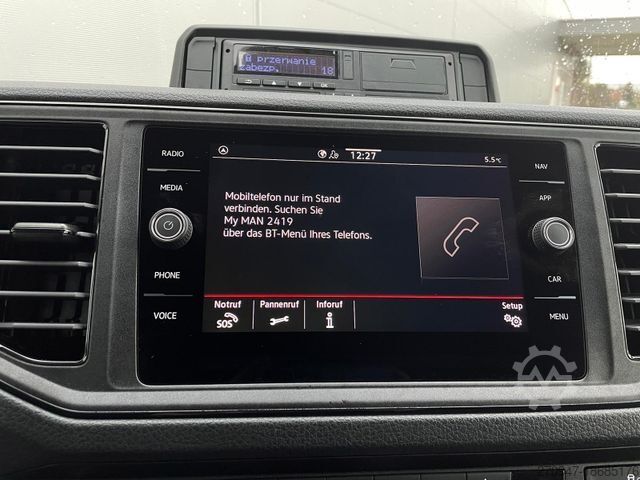 przerwanie
zabezp. 18
OK
RADIO
MEDIA
PHONE
VOICE
12:27
5.5°C
Mobiltelefon nur im Stand
verbinden. Suchen Sie
My MAN 2419
über das BT-Menü Ihres Telefons.
Notruf
SOS
Pannenruf
Inforuf
i
Setup
NAV
APP
CAR
MENU